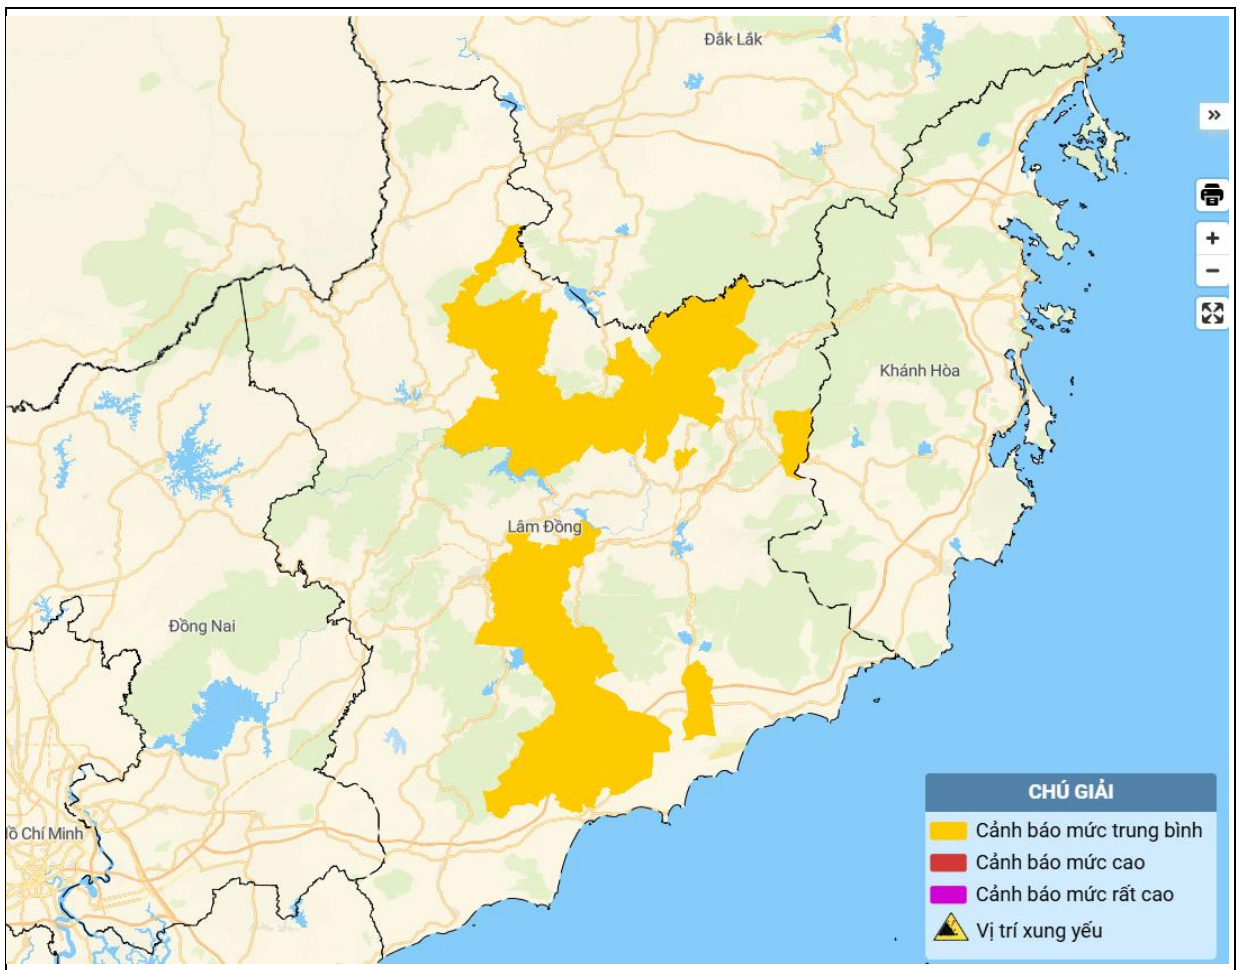 Đắk Lắk
»
+
−
Khánh Hòa
Lâm Đồng
Đồng Nai
ồ Chí Minh
CHÚ GIẢI
Cảnh báo mức trung bình
Cảnh báo mức cao
Cảnh báo mức rất cao
Vị trí xung yếu